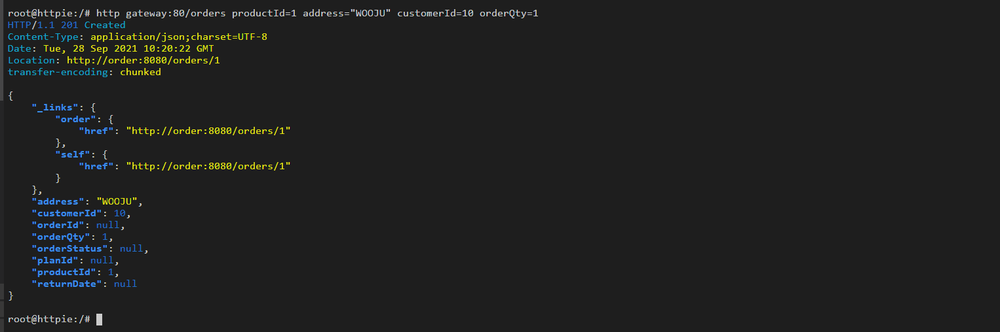 root@httpie:/# http gateway:80/orders productId=1 address="WOOJU" customerId=10 orderQty=1
HTTP/1.1 201 Created
Content-Type: application/json;charset=UTF-8
Date: Tue, 28 Sep 2021 10:20:22 GMT
Location: http://order:8080/orders/1
transfer-encoding: chunked

{
    "_links": {
        "order": {
            "href": "http://order:8080/orders/1"
        },
        "self": {
            "href": "http://order:8080/orders/1"
        }
    },
    "address": "WOOJU",
    "customerId": 10,
    "orderId": null,
    "orderQty": 1,
    "orderStatus": null,
    "planId": null,
    "productId": 1,
    "returnDate": null
}

root@httpie:/#